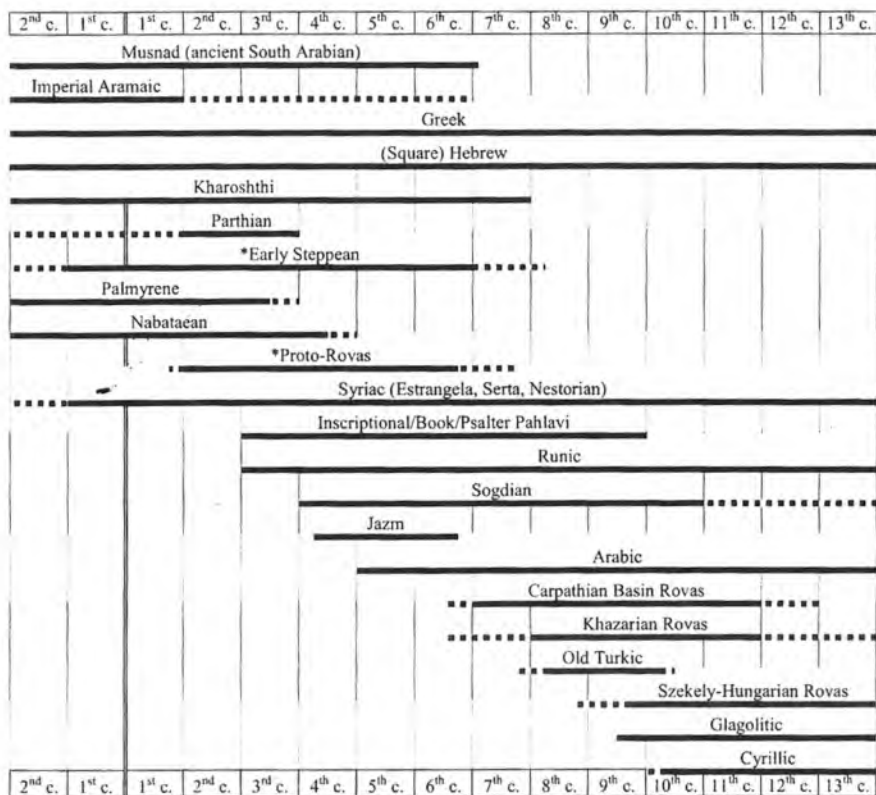 2nd c. 1st c. 1st c. 2nd c. 3rd c. 4th c. 5th c. 6th c. 7th c. 8th c. 9th c. 10th c. 11th c. 12th c. 13th c.
Musnad (ancient South Arabian)
Imperial Aramaic
Greek
(Square) Hebrew
Kharoshthi
Parthian
*Early Steppean
Palmyrene
Nabataean
*Proto-Rovas
Syriac (Estrangela, Serta, Nestorian)
Inscriptional/Book/Psalter Pahlavi
Runic
Sogdian
Jazm
Arabic
Carpathian Basin Rovas
Khazarian Rovas
Old Turkic
Szekely-Hungarian Rovas
Glagolitic
Cyrillic
2nd c. 1st c. 1st c. 2nd c. 3rd c. 4th c. 5th c. 6th c. 7th c. 8th c. 9th c. 10th c. 11th c. 12th c. 13th c.